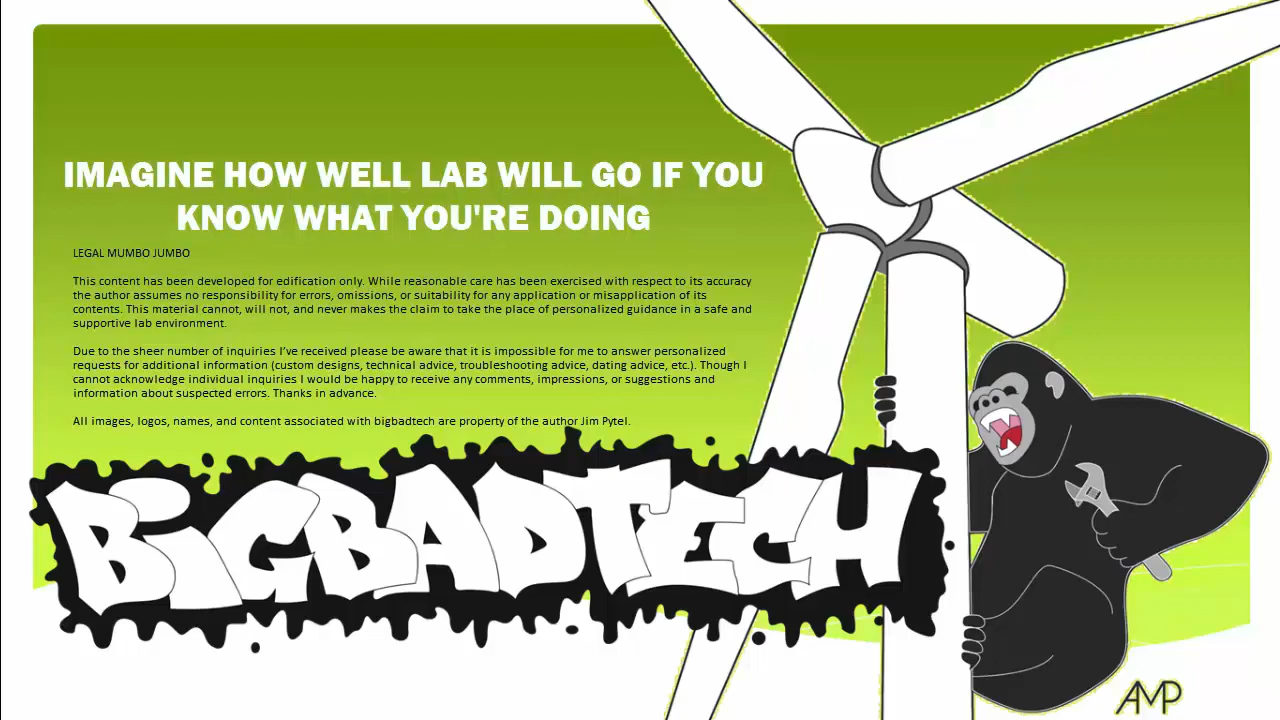 IMAGINE HOW WELL LAB WILL GO IF YOU
KNOW WHAT YOU'RE DOING
LEGAL MUMBO JUMBO
This content has been developed for edification only. While reasonable care has been exercised with respect to its accuracy
the author assumes no responsibility for errors, omissions, or suitability for any application or misapplication of its
contents. This material cannot, will not, and never makes the claim to take the place of personalized guidance in a safe and
supportive lab environment.
Due to the sheer number of inquiries I've received please be aware that it is impossible for me to answer personalized
requests for additional information (custom designs, technical advice, troubleshooting advice, dating advice, etc.). Though I
cannot acknowledge individual inquiries I would be happy to receive any comments, impressions, or suggestions and
information about suspected errors. Thanks in advance.
All images, logos, names, and content associated with bigbadtech are property of the author Jim Pytel.
BiGBADTECH
AMP